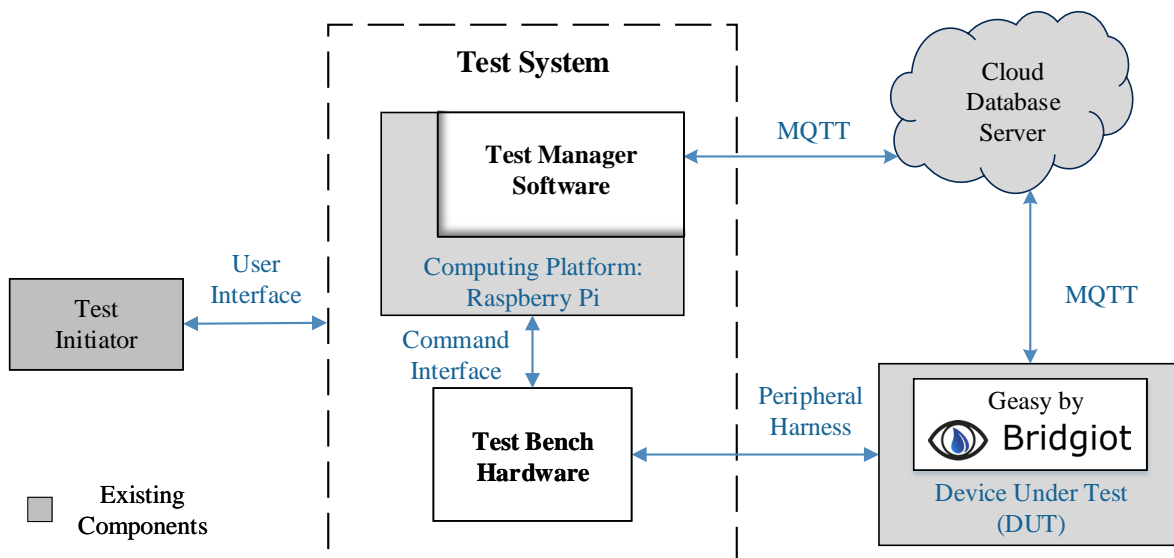 Test System
Cloud
Database
Server
MQTT
Test Manager
Software
Computing Platform:
Raspberry Pi
User
Interface
Test
Initiator
MQTT
Command
Interface
Peripheral
Harness
Geasy by
Bridgiot
Test Bench
Hardware
Device Under Test
(DUT)
Existing
Components